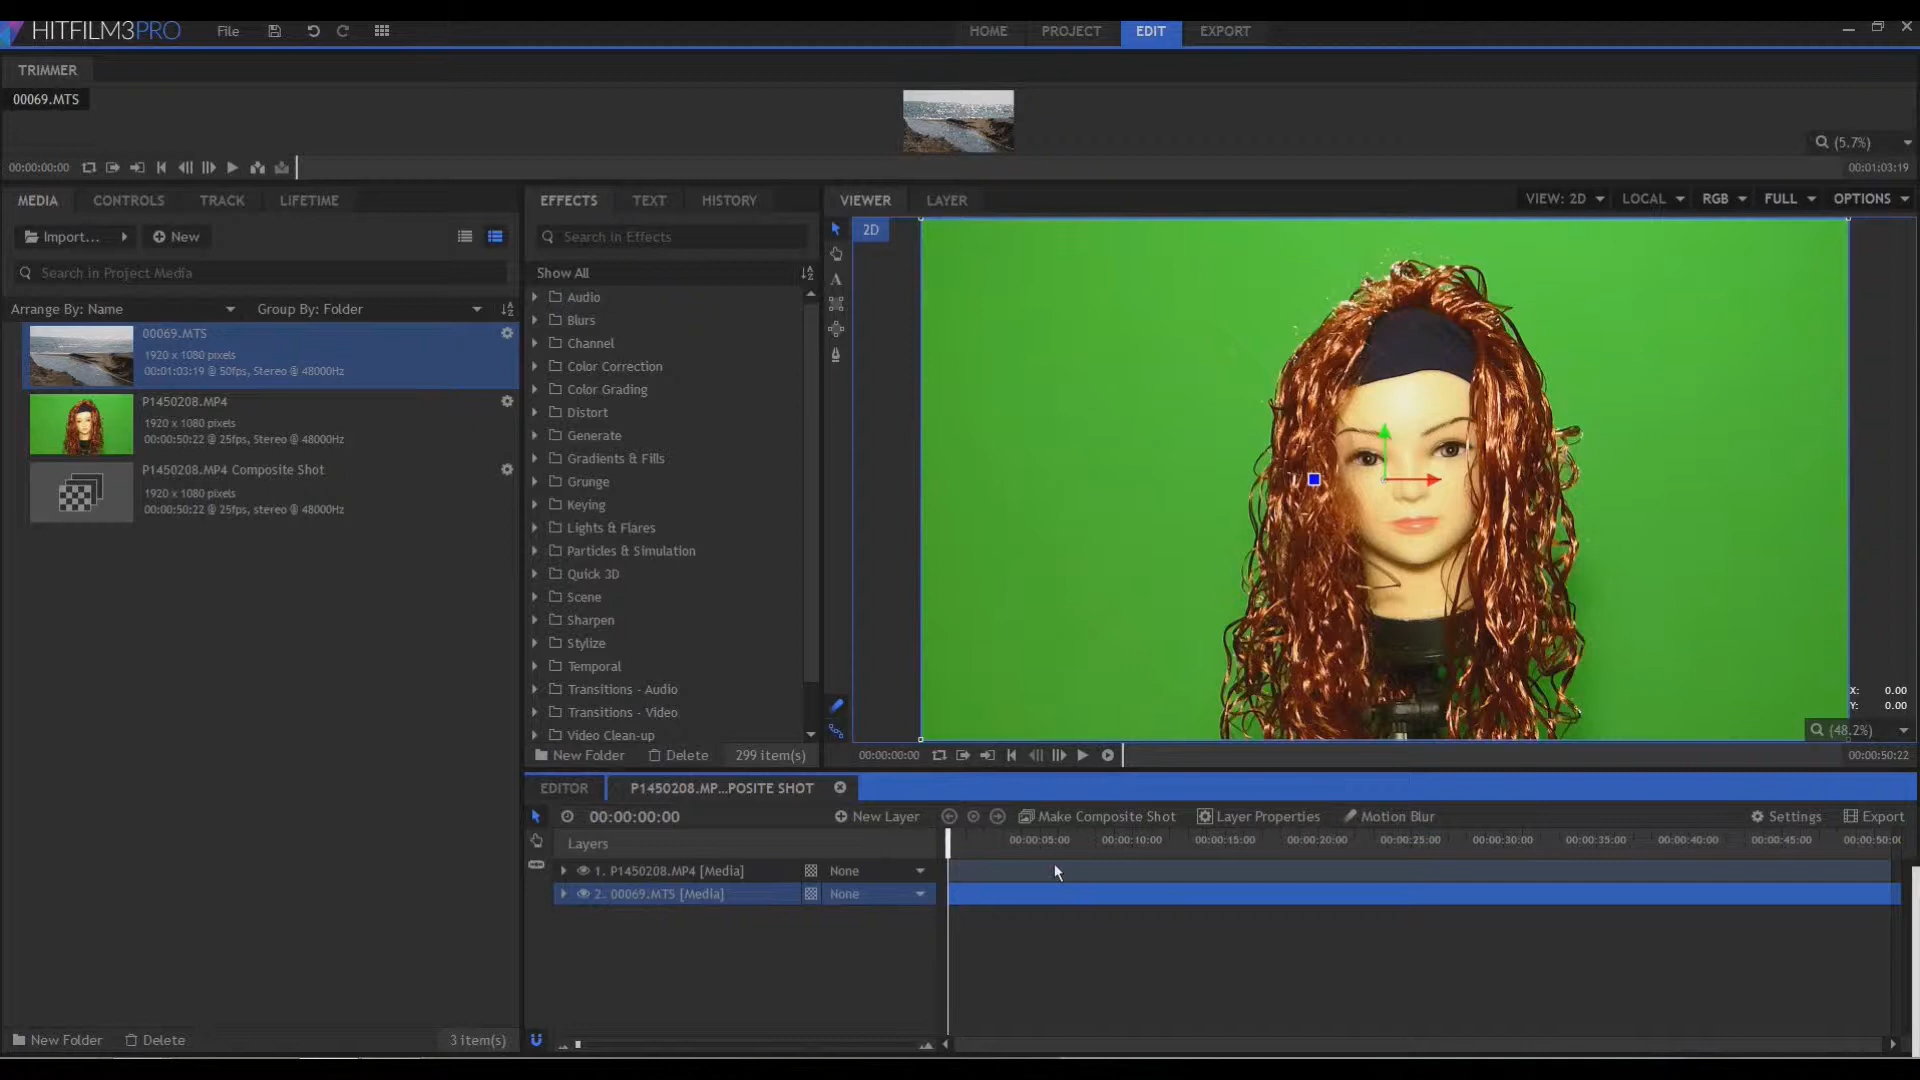 HITFILM3PRO File HOME PROJECT EDIT EXPORT
TRIMMER
00069.MTS
(5.7%)
00:00:00:00 00:01:03:19
MEDIA CONTROLS TRACK LIFETIME
Import... New
Search in Project Media
Arrange By: Name Group By: Folder
00069.MTS
1920 x 1080 pixels
00:01:03:19 @ 50fps, Stereo @ 48000Hz
P1450208.MP4
1920 x 1080 pixels
00:00:50:22 @ 25fps, Stereo @ 48000Hz
P1450208.MP4 Composite Shot
1920 x 1080 pixels
00:00:50:22 @ 25fps, stereo @ 48000Hz
New Folder Delete 3 item(s)
EFFECTS TEXT HISTORY
Search in Effects
Show All
Audio
Blurs
Channel
Color Correction
Color Grading
Distort
Generate
Gradients & Fills
Grunge
Keying
Lights & Flares
Particles & Simulation
Quick 3D
Scene
Sharpen
Stylize
Temporal
Transitions - Audio
Transitions - Video
Video Clean-up
New Folder Delete 299 item(s)
VIEWER LAYER VIEW: 2D LOCAL RGB FULL OPTIONS
2D
A
X: 0.00
Y: 0.00
(48.2%)
00:00:00:00 00:00:50:22
EDITOR P1450208.MP...POSITE SHOT
00:00:00:00 New Layer Make Composite Shot Layer Properties Motion Blur Settings Export
Layers 00:00:05:00 00:00:10:00 00:00:15:00 00:00:20:00 00:00:25:00 00:00:30:00 00:00:35:00 00:00:40:00 00:00:45:00 00:00:50:0
1. P1450208.MP4 [Media] None
2. 00069.MTS [Media] None